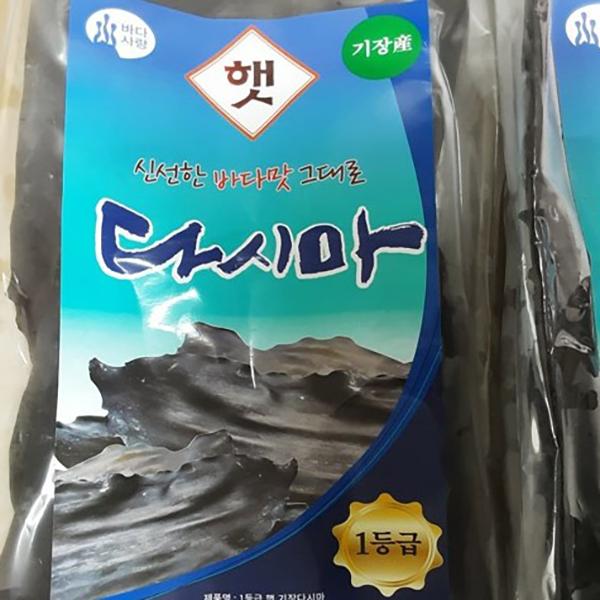 바다
사랑
햇
기장産
신선한 바다맛 그대로
다시마
1등급
제품명 : 1등급 햇 기장다시마